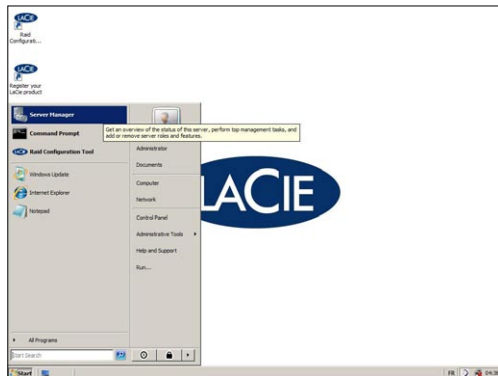 LACIE
Raid
Configurati...
LACIE
Register your
LaCie product
Server Manager
Command Prompt
LACIE
Raid Configuration Tool
Windows Update
Internet Explorer
Notepad
Get an overview of the status of this server, perform top management tasks, and
add or remove server roles and features.
Administrator
Documents
Computer
Network
Control Panel
Administrative Tools
Help and Support
Run...
LACIE
All Programs
Start Search
Start
FR